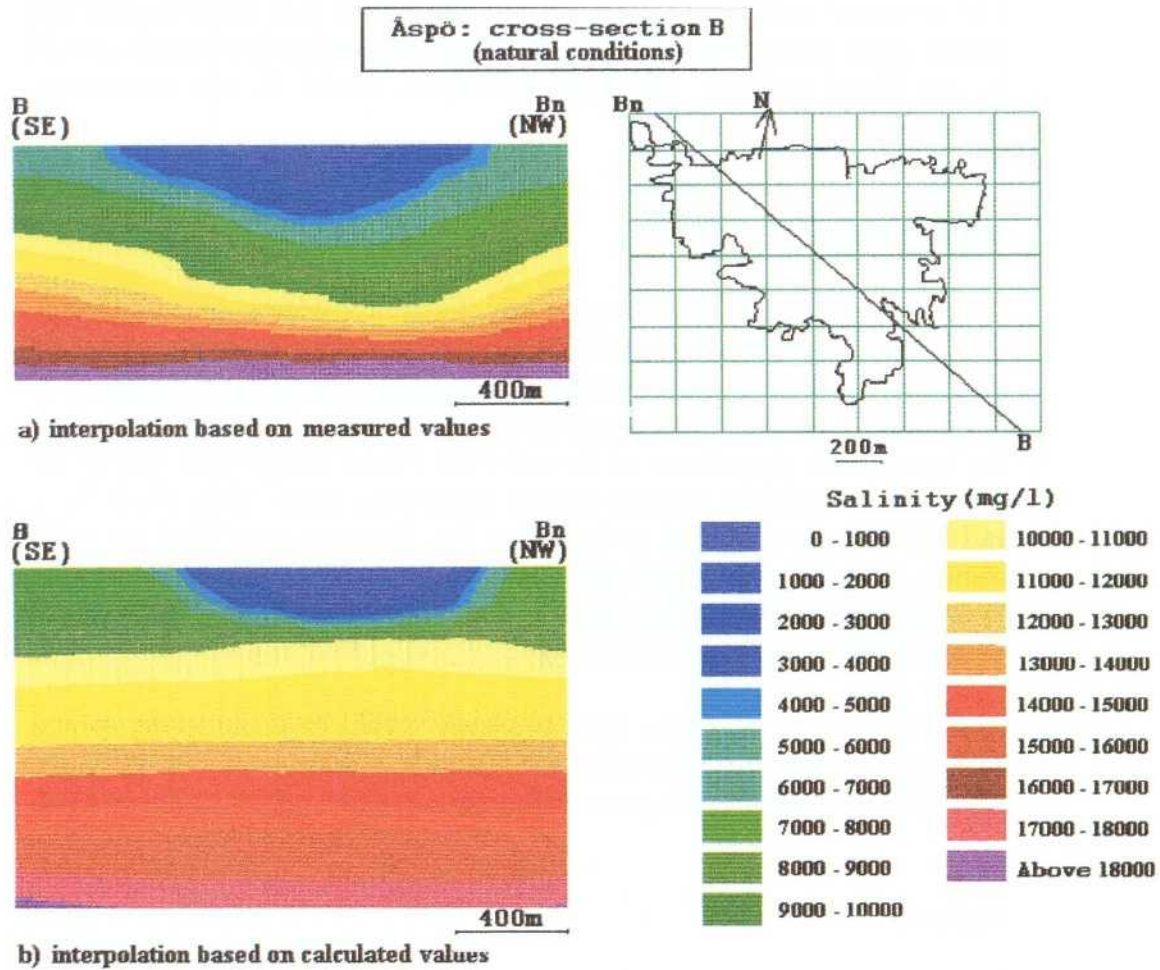 Äspö: cross-section B
(natural conditions)
B
(SE)
Bn
(NW)
400m
a) interpolation based on measured values
Bn
N
B
200m
B
(SE)
Bn
(NW)
400m
b) interpolation based on calculated values
Salinity (mg/l)
0 - 1000
1000 - 2000
2000 - 3000
3000 - 4000
4000 - 5000
5000 - 6000
6000 - 7000
7000 - 8000
8000 - 9000
9000 - 10000
10000 - 11000
11000 - 12000
12000 - 13000
13000 - 14000
14000 - 15000
15000 - 16000
16000 - 17000
17000 - 18000
Above 18000